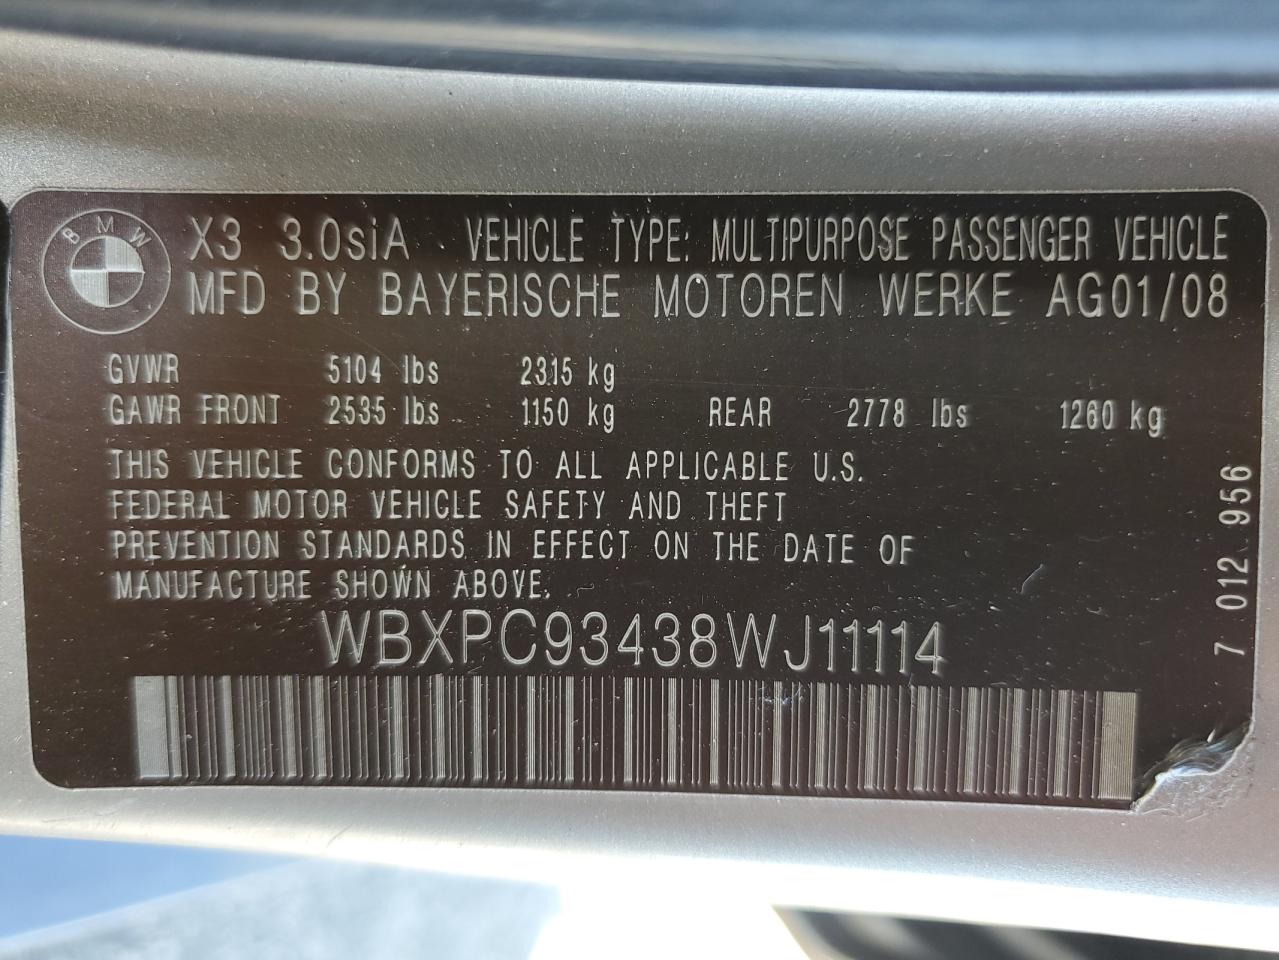 BMW
X3 3.0siA VEHICLE TYPE: MULTIPURPOSE PASSENGER VEHICLE
MFD BY BAYERISCHE MOTOREN WERKE AG01/08
GVWR 5104 lbs 2315 kg
GAWR FRONT 2535 lbs 1150 kg REAR 2778 lbs 1260 kg
THIS VEHICLE CONFORMS TO ALL APPLICABLE U.S.
FEDERAL MOTOR VEHICLE SAFETY AND THEFT
PREVENTION STANDARDS IN EFFECT ON THE DATE OF
MANUFACTURE SHOWN ABOVE.
WBXPC93438WJ11114
7 012 956